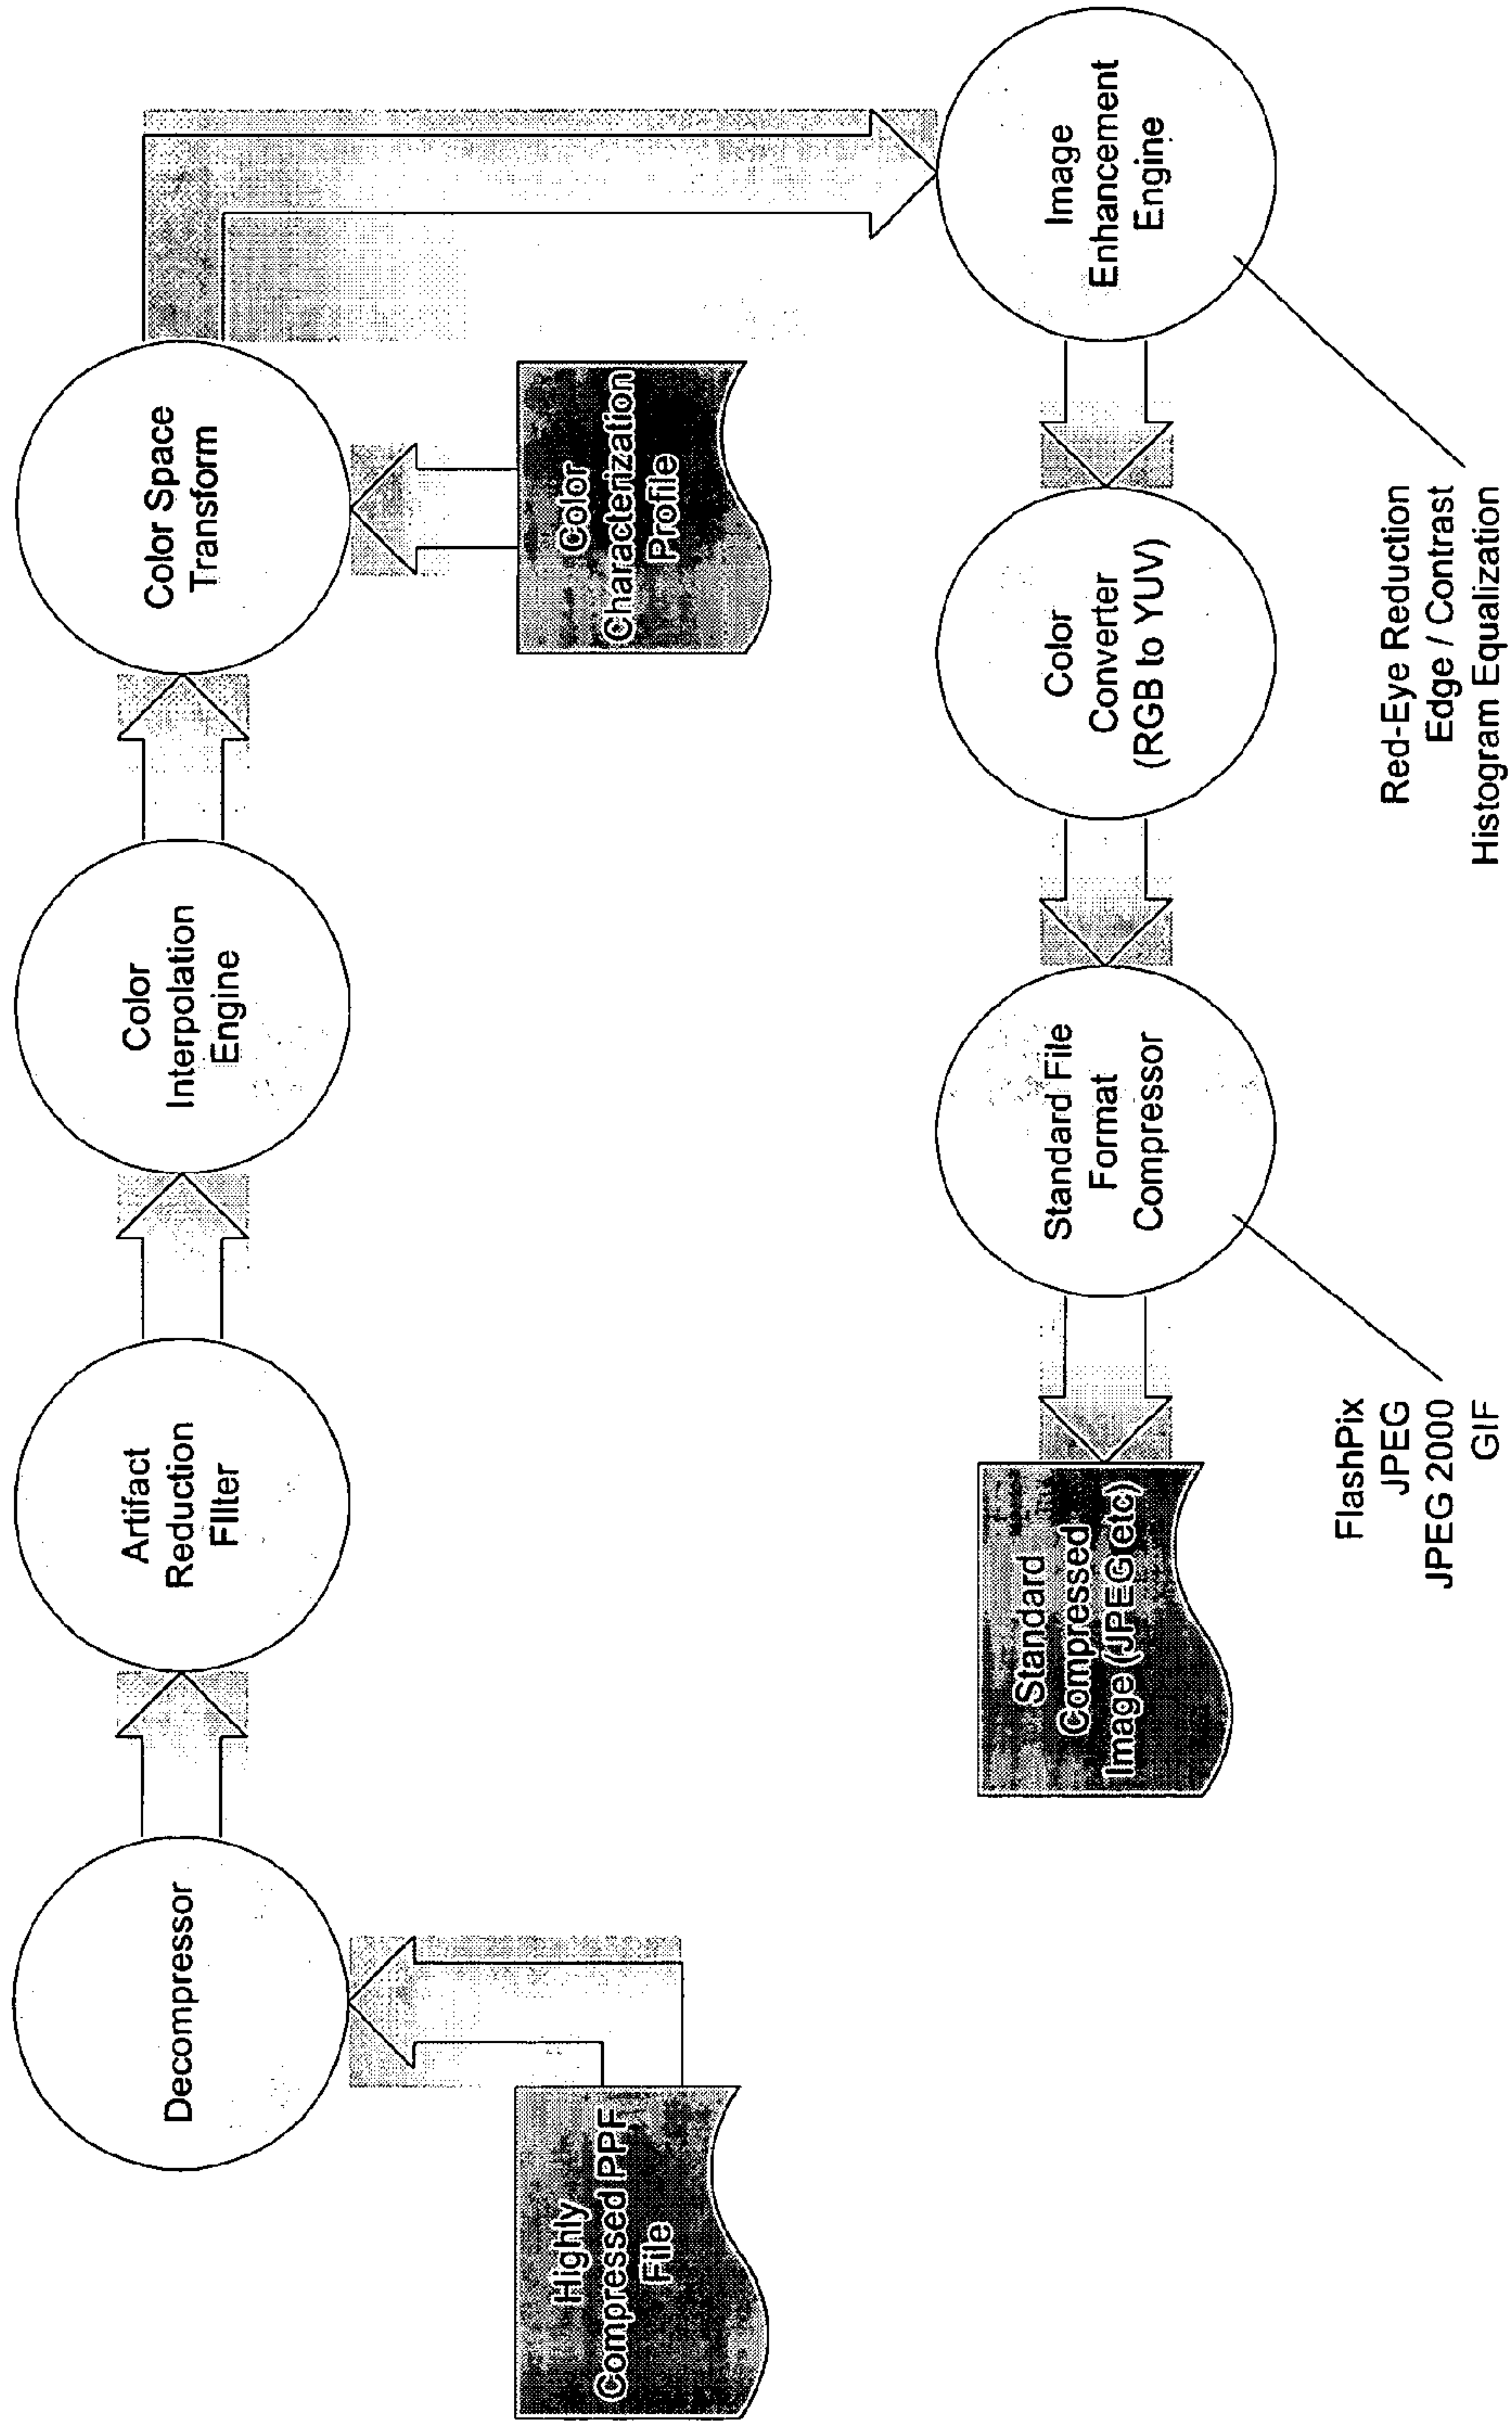 Decompressor
Artifact
Reduction
FIlter
Color
Interpolation
Engine
Color Space
Transform
Highly
Compressed PPF
File
Color
Characterization
Profile
Standard
Compressed
Image (JPEG etc)
Standard File
Format
Compressor
Color
Converter
(RGB to YUV)
Image
Enhancement
Engine
FlashPix
JPEG
JPEG 2000
GIF
Red-Eye Reduction
Edge / Contrast
Histogram Equalization